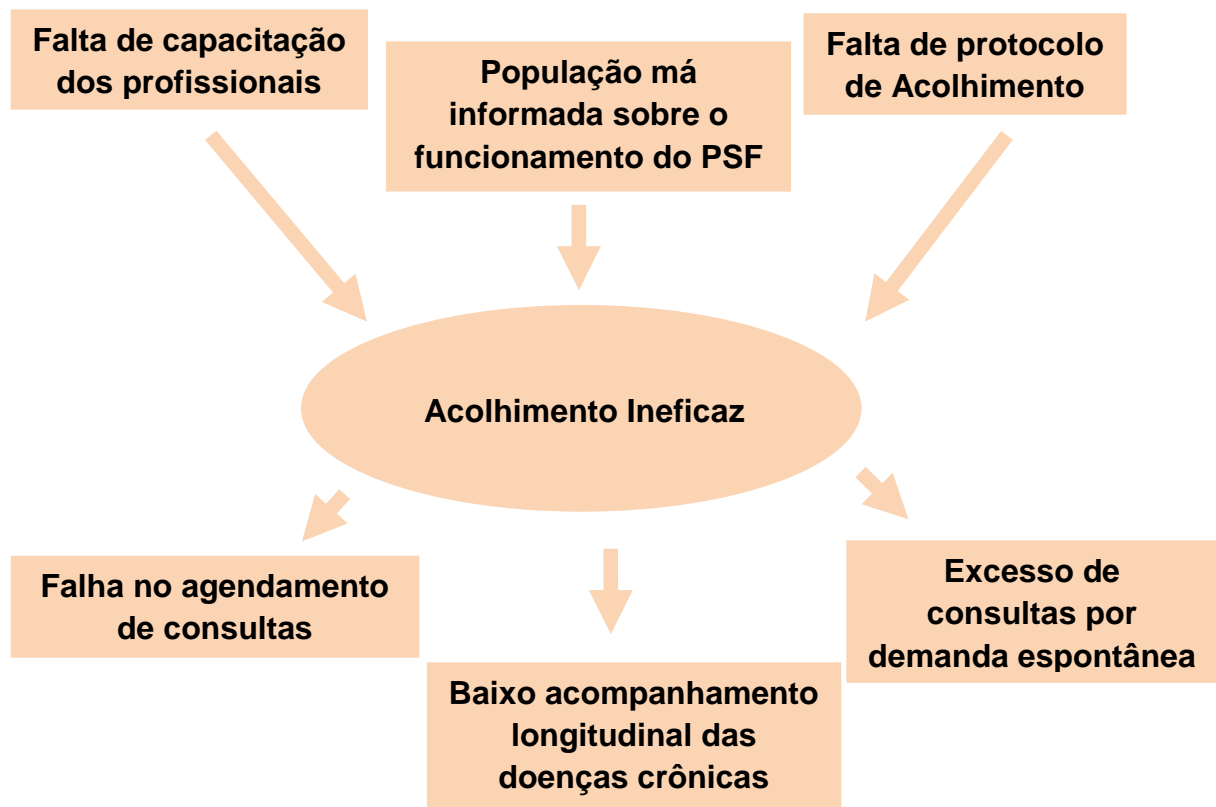 Falta de capacitação
dos profissionais
População má
informada sobre o
funcionamento do PSF
Falta de protocolo
de Acolhimento
Acolhimento Ineficaz
Falha no agendamento
de consultas
Baixo acompanhamento
longitudinal das
doenças crônicas
Excesso de
consultas por
demanda espontânea